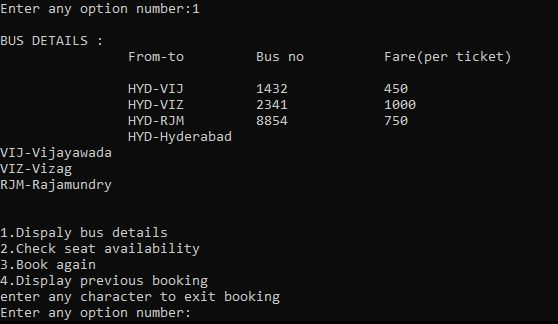 Enter any option number:1
BUS DETAILS :
From-to Bus no Fare(per ticket)
HYD-VIJ 1432 450
HYD-VIZ 2341 1000
HYD-RJM 8854 750
HYD-Hyderabad
VIJ-Vijayawada
VIZ-Vizag
RJM-Rajamundry
1.Dispaly bus details
2.Check seat availability
3.Book again
4.Display previous booking
enter any character to exit booking
Enter any option number: